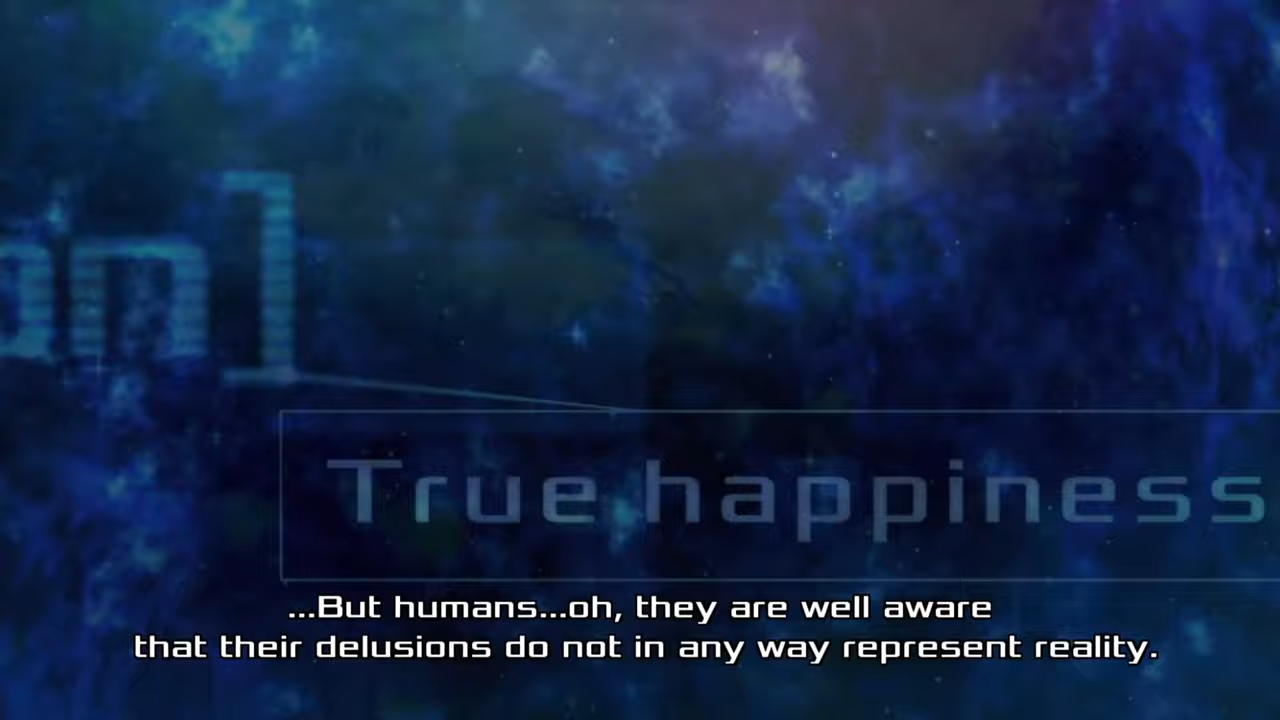 on]
True happiness
...But humans...oh, they are well aware
that their delusions do not in any way represent reality.